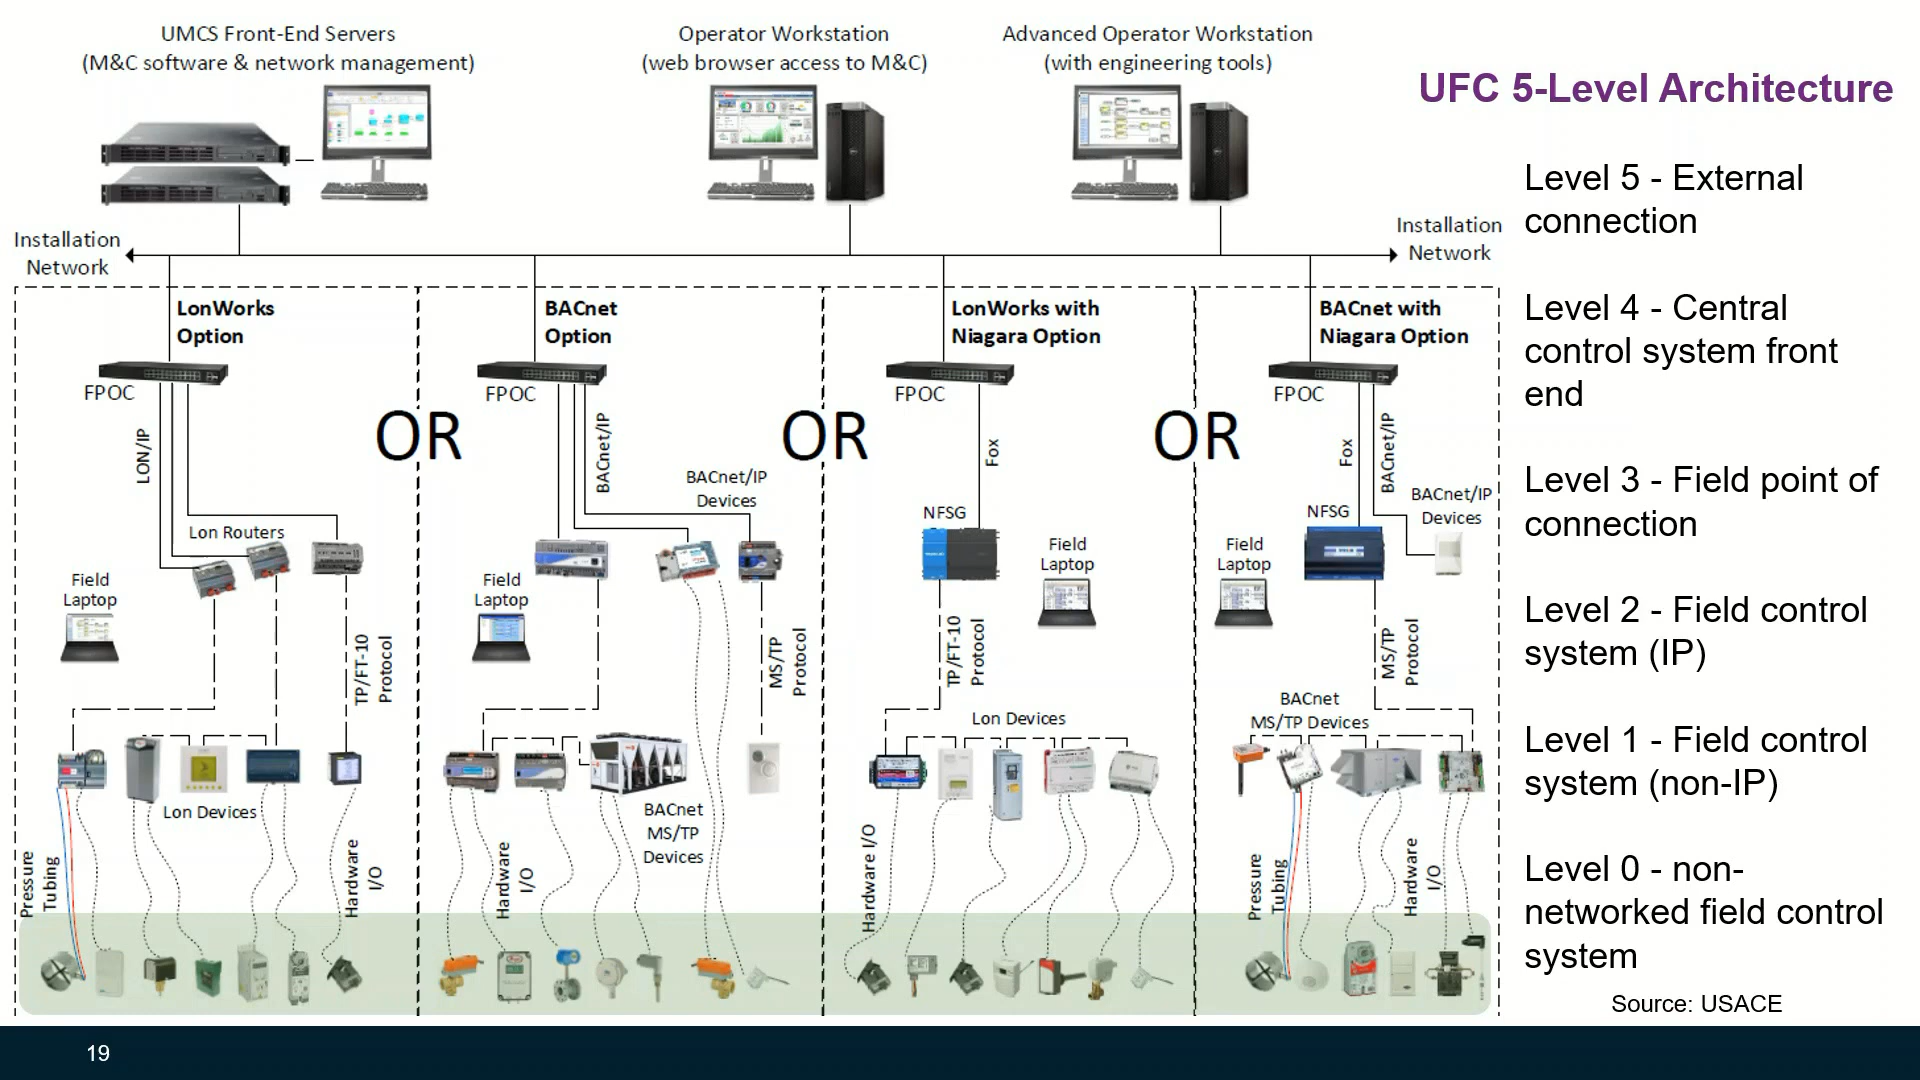 UMCS Front-End Servers
(M&C software & network management)
Operator Workstation
(web browser access to M&C)
Advanced Operator Workstation
(with engineering tools)
UFC 5-Level Architecture
Installation
Network
Installation
Network
LonWorks
Option
BACnet
Option
LonWorks with
Niagara Option
BACnet with
Niagara Option
FPOC
FPOC
FPOC
FPOC
OR
OR
OR
LON/IP
BACnet/IP
Fox
Fox
BACnet/IP
Lon Routers
BACnet/IP
Devices
NFSG
NFSG
BACnet/IP
Devices
Field
Laptop
Field
Laptop
Field
Laptop
Field
Laptop
TP/FT-10
Protocol
MS/TP
Protocol
TP/FT-10
Protocol
MS/TP
Protocol
Lon Devices
BACnet
MS/TP
Devices
Lon Devices
BACnet
MS/TP Devices
Pressure
Tubing
Hardware
I/O
Hardware
I/O
Hardware I/O
Pressure
Tubing
Hardware
I/O
Level 5 - External
connection
Level 4 - Central
control system front
end
Level 3 - Field point of
connection
Level 2 - Field control
system (IP)
Level 1 - Field control
system (non-IP)
Level 0 - non-
networked field control
system
Source: USACE
19